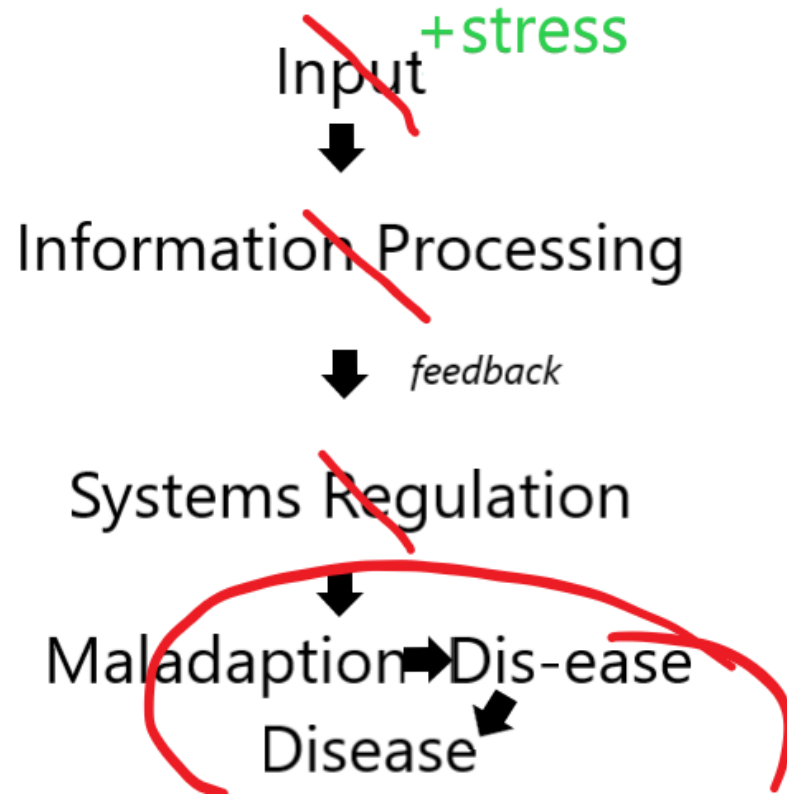 Input +stress
Information Processing
feedback
Systems Regulation
Maladaption Dis-ease
Disease